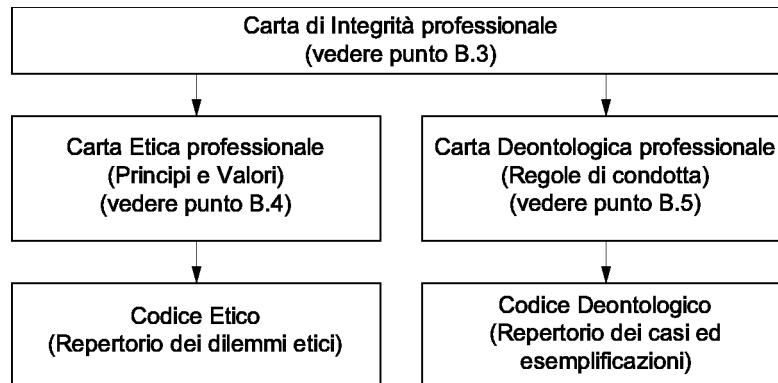 Carta di Integrità professionale
(vedere punto B.3)
Carta Etica professionale
(Principi e Valori)
(vedere punto B.4)
Carta Deontologica professionale
(Regole di condotta)
(vedere punto B.5)
Codice Etico
(Repertorio dei dilemmi etici)
Codice Deontologico
(Repertorio dei casi ed
esemplificazioni)